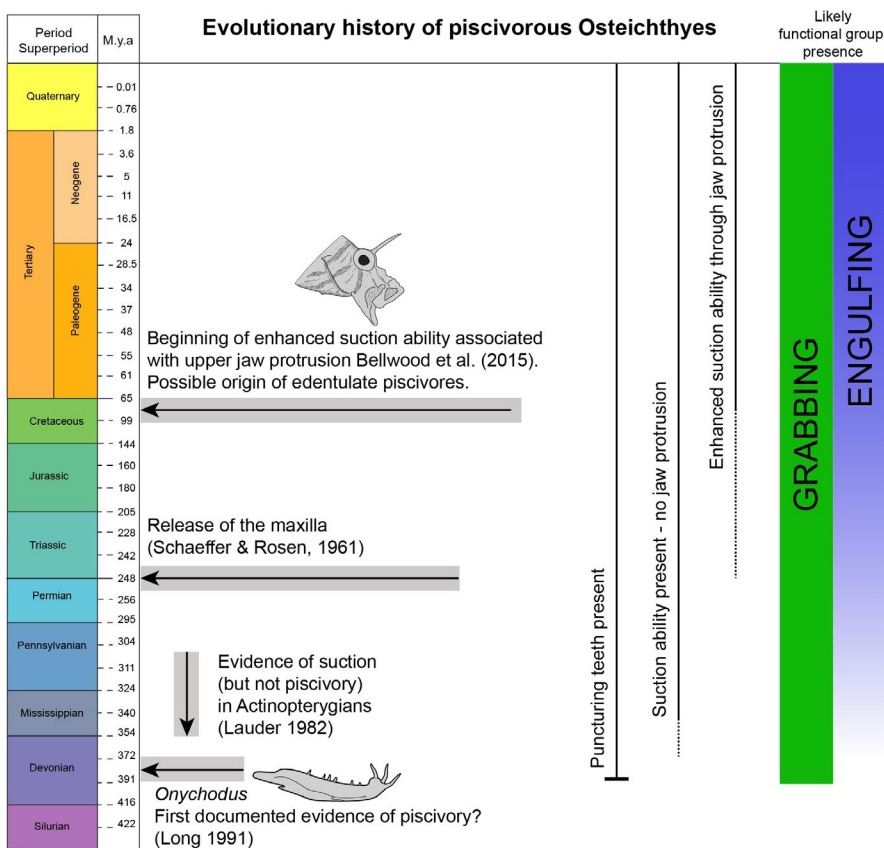 Evolutionary history of piscivorous Osteichthyes
Period
Superperiod
M.y.a
Likely
functional group
presence
Quaternary
Tertiary
Neogene
Paleogene
Cretaceous
Jurassic
Triassic
Permian
Pennsylvanian
Mississippian
Devonian
Silurian
0.01
0.76
1.8
3.6
5
11
16.5
24
28.5
34
37
48
55
61
65
99
144
160
180
205
228
242
248
256
295
304
311
324
340
354
372
391
416
422
Beginning of enhanced suction ability associated
with upper jaw protrusion Bellwood et al. (2015).
Possible origin of edentulate piscivores.
Release of the maxilla
(Schaeffer & Rosen, 1961)
Evidence of suction
(but not piscivory)
in Actinopterygians
(Lauder 1982)
Onychodus
First documented evidence of piscivory?
(Long 1991)
Puncturing teeth present
Suction ability present - no jaw protrusion
Enhanced suction ability through jaw protrusion
GRABBING
ENGULFING